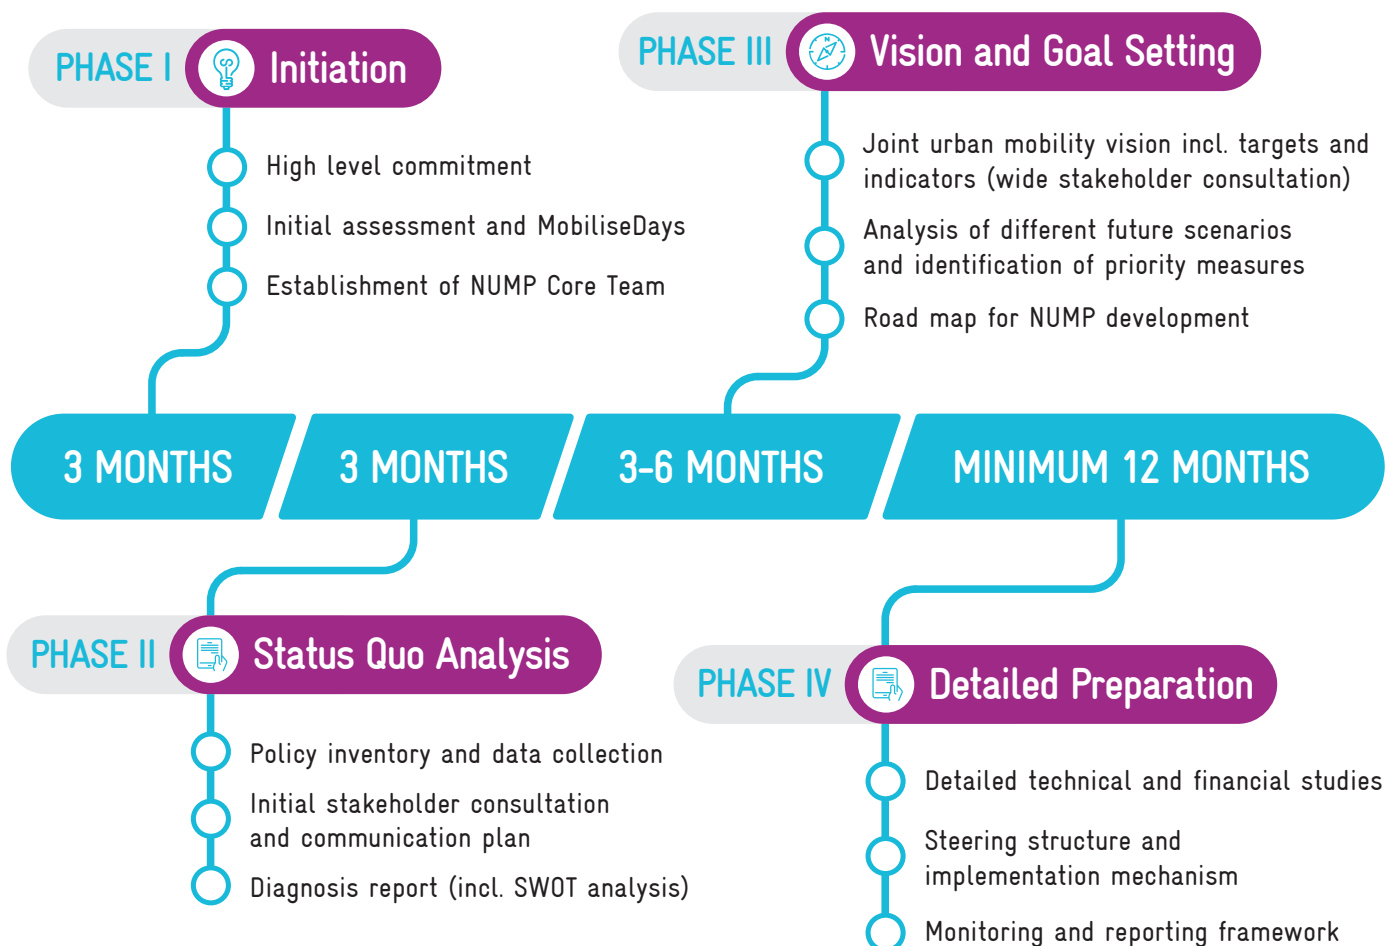 PHASE I
Initiation
High level commitment
Initial assessment and MobiliseDays
Establishment of NUMP Core Team
PHASE III
Vision and Goal Setting
Joint urban mobility vision incl. targets and
indicators (wide stakeholder consultation)
Analysis of different future scenarios
and identification of priority measures
Road map for NUMP development
3 MONTHS
3 MONTHS
3-6 MONTHS
MINIMUM 12 MONTHS
PHASE II
Status Quo Analysis
Policy inventory and data collection
Initial stakeholder consultation
and communication plan
Diagnosis report (incl. SWOT analysis)
PHASE IV
Detailed Preparation
Detailed technical and financial studies
Steering structure and
implementation mechanism
Monitoring and reporting framework